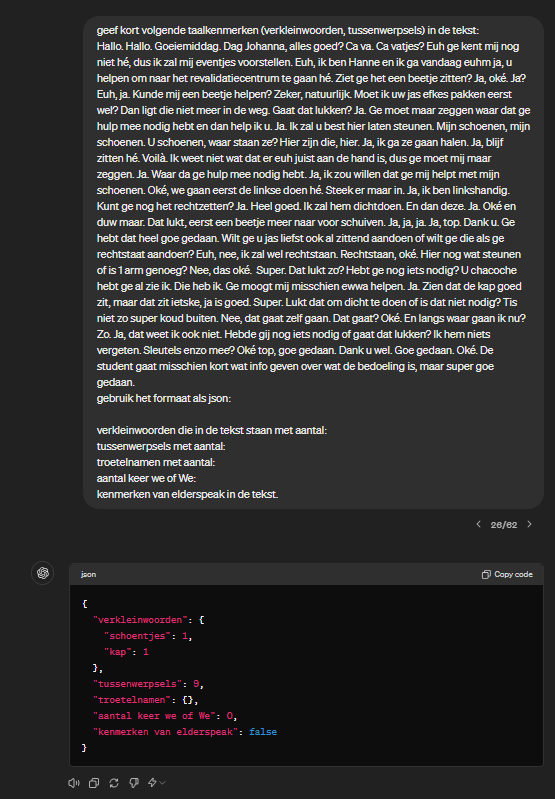 geef kort volgende taalkenmerken (verkleinwoorden, tussenwerpsels) in de tekst:
Hallo. Hallo. Goeiemiddag. Dag Johanna, alles goed? Ca va. Ca vatjes? Euh ge kent mij nog
niet hé, dus ik zal mij eventjes voorstellen. Euh, ik ben Hanne en ik ga vandaag euhm ja, u
helpen om naar het revalidatiecentrum te gaan hé. Ziet ge het een beetje zitten? Ja, oké. Ja?
Euh, ja. Kunde mij een beetje helpen? Zeker, natuurlijk. Moet ik uw jas efkes pakken eerst
wel? Dan ligt die niet meer in de weg. Gaat dat lukken? Ja. Ge moet maar zeggen waar dat ge
hulp mee nodig hebt en dan help ik u. Ja. Ik zal u best hier laten steunen. Mijn schoenen, mijn
schoenen. U schoenen, waar staan ze? Hier zijn die, hier. Ja, ik ga ze gaan halen. Ja, blijf
zitten hé. Voilà. Ik weet niet wat dat er euh juist aan de hand is, dus ge moet mij maar
zeggen. Ja. Waar da ge hulp mee nodig hebt. Ja, ik zou willen dat ge mij helpt met mijn
schoenen. Oké, we gaan eerst de linkse doen hé. Steek er maar in. Ja, ik ben linkshandig.
Kunt ge nog het rechtzetten? Ja. Heel goed. Ik zal hem dichtdoen. En dan deze. Ja. Oké en
duw maar. Dat lukt, eerst een beetje meer naar voor schuiven. Ja, ja, ja. Ja, top. Dank u. Ge
hebt dat heel goe gedaan. Wilt ge u jas liefst ook al zittend aandoen of wilt ge die als ge
rechtstaat aandoen? Euh, nee, ik zal wel rechtstaan. Rechtstaan, oké. Hier nog wat steunen
of is 1 arm genoeg? Nee, das oké.  Super. Dat lukt zo? Hebt ge nog iets nodig? U chacoche
hebt ge al zie ik. Die heb ik. Ge moogt mij misschien ewwa helpen. Ja. Zien dat de kap goed
zit, maar dat zit ietske, ja is goed. Super. Lukt dat om dicht te doen of is dat niet nodig? Tis
niet zo super koud buiten. Nee, dat gaat zelf gaan. Dat gaat? Oké. En langs waar gaan ik nu?
Zo. Ja, dat weet ik ook niet. Hebde gij nog iets nodig of gaat dat lukken? Ik hem niets
vergeten. Sleutels enzo mee? Oké top, goe gedaan. Dank u wel. Goe gedaan. Oké. De
student gaat misschien kort wat info geven over wat de bedoeling is, maar super goe
gedaan.
gebruik het formaat als json:
verkleinwoorden die in de tekst staan met aantal:
tussenwerpsels met aantal:
troetelnamen met aantal:
aantal keer we of We:
kenmerken van elderspeak in de tekst.
26/62
json
Copy code
{
"verkleinwoorden": {
"schoentjes": 1,
"kap": 1
},
"tussenwerpsels": 9,
"troetelnamen": {},
"aantal keer we of We": 0,
"kenmerken van elderspeak": false
}